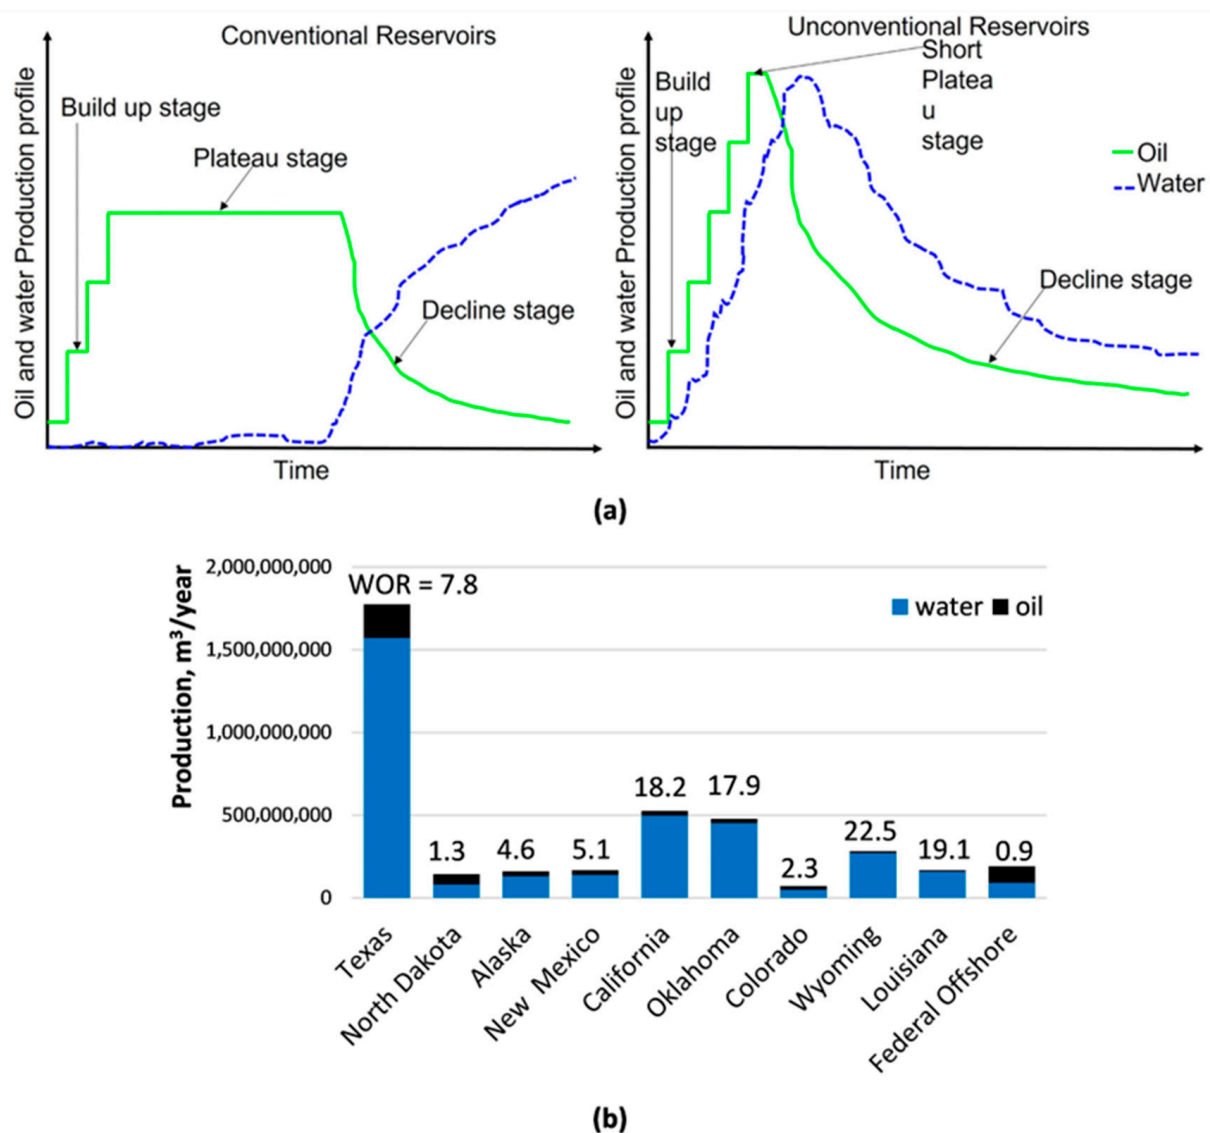 Conventional Reservoirs
Oil and water Production profile
Build up stage
Plateau stage
Decline stage
Time
Unconventional Reservoirs
Oil and water Production profile
Build
up
stage
Short
Platea
u
stage
Oil
Water
Decline stage
Time
(a)
Production, m³/year
2,000,000,000
1,500,000,000
1,000,000,000
500,000,000
0
WOR = 7.8
water
oil
1.3
4.6
5.1
18.2
17.9
2.3
22.5
19.1
0.9
Texas
North Dakota
Alaska
New Mexico
California
Oklahoma
Colorado
Wyoming
Louisiana
Federal Offshore
(b)